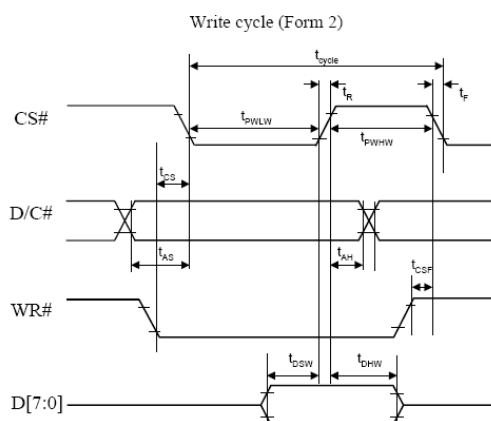 Write cycle (Form 2)
tcycle
tR
tF
CS#
tPWLW
tPWHW
tCS
D/C#
tAS
tAH
tCSF
WR#
tDSW
tDHW
D[7:0]